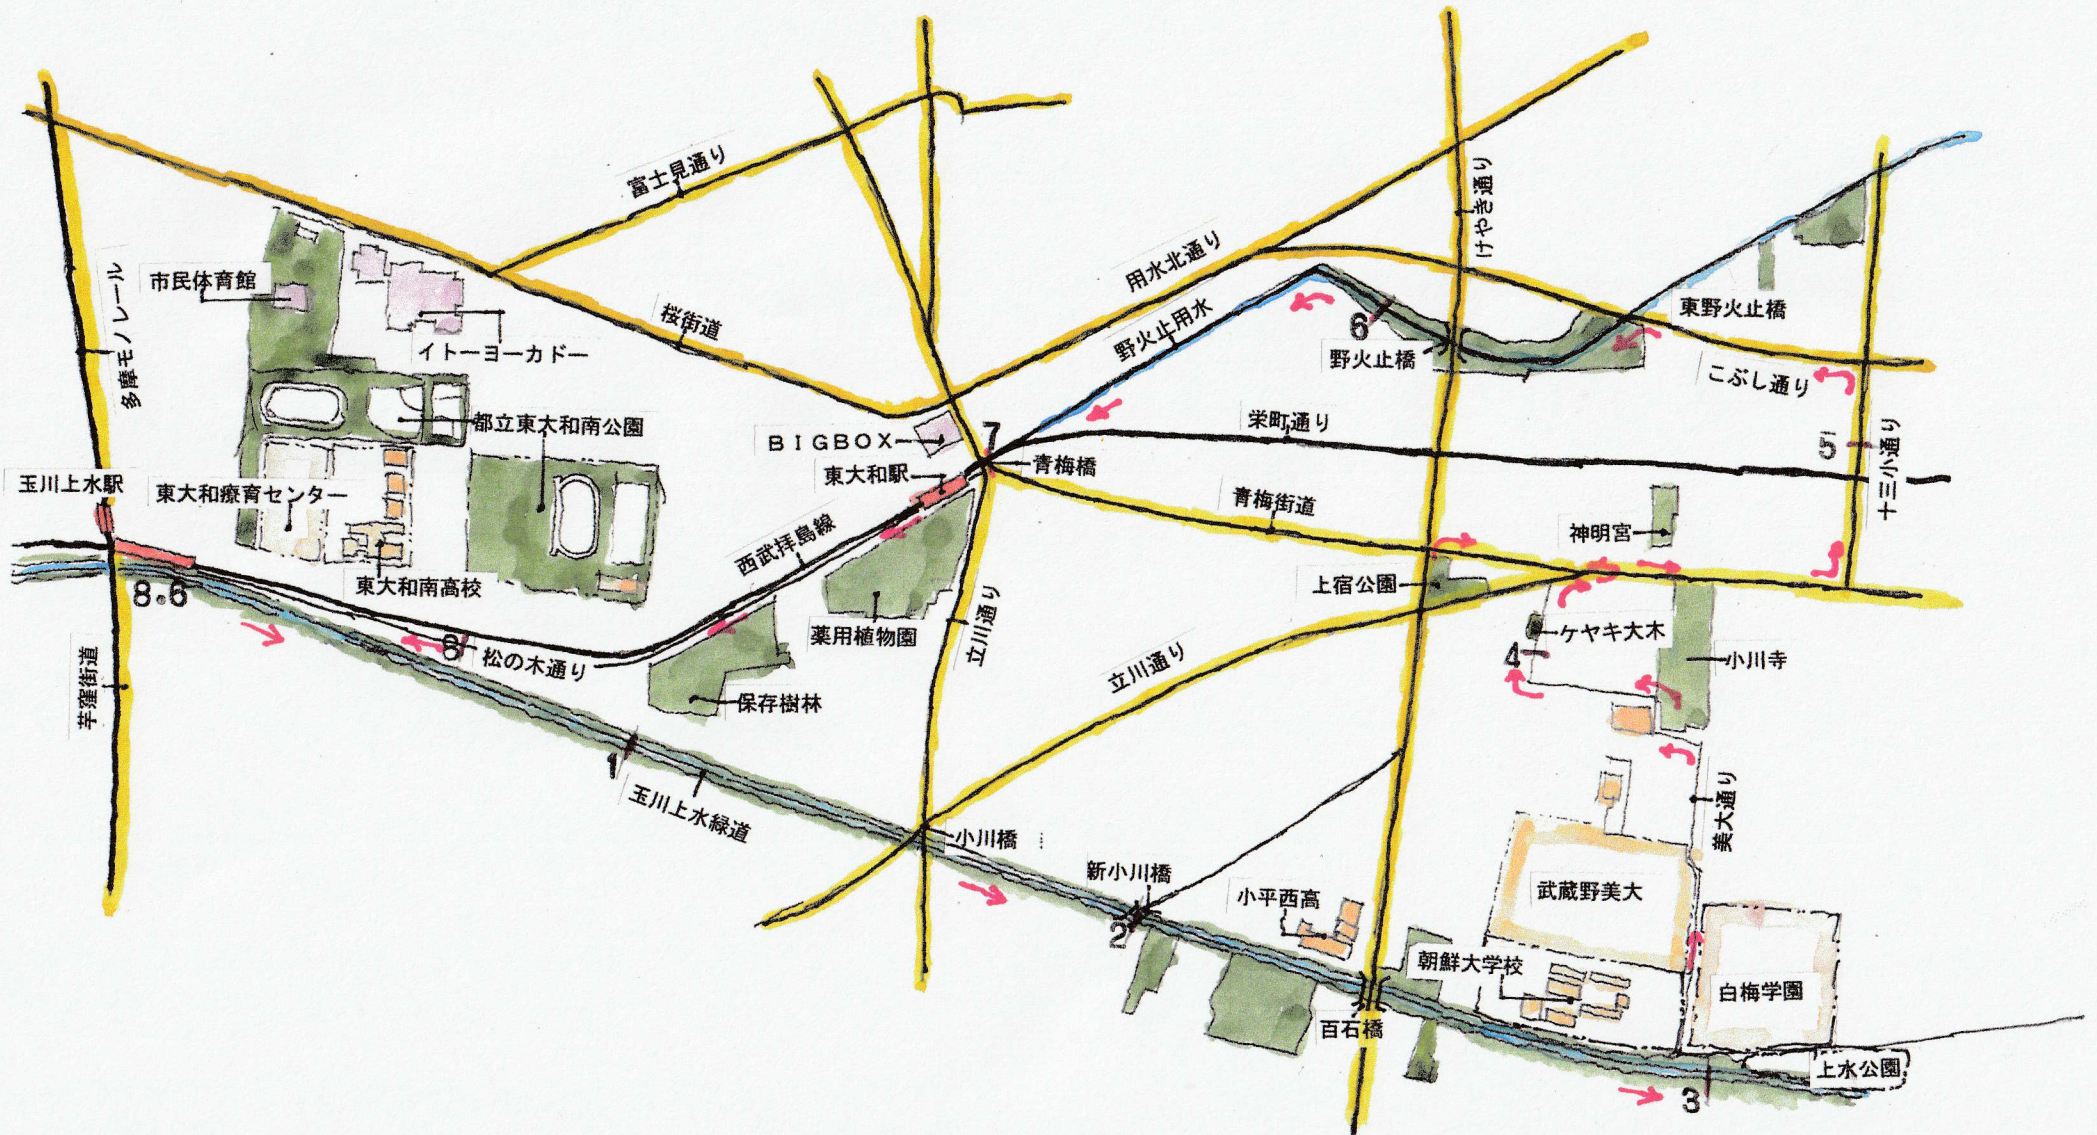 富士見通り
けやき通り
用水北通り
市民体育館
多摩モノレール
桜街道
野火止用水
東野火止橋
イトーヨーカドー
6
野火止橋
こぶし通り
都立東大和南公園
BIGBOX
7
栄町通り
5
十三小通り
東大和駅
青梅橋
玉川上水駅
東大和療育センター
青梅街道
神明宮
西武拝島線
東大和南高校
上宿公園
8.6
薬用植物園
立川通り
ケヤキ大木
8
松の木通り
4
小川寺
芋窪街道
保存樹林
立川通り
1
玉川上水緑道
美大通り
小川橋
新小川橋
小平西高
武蔵野美大
2
朝鮮大学校
白梅学園
百石橋
上水公園
3